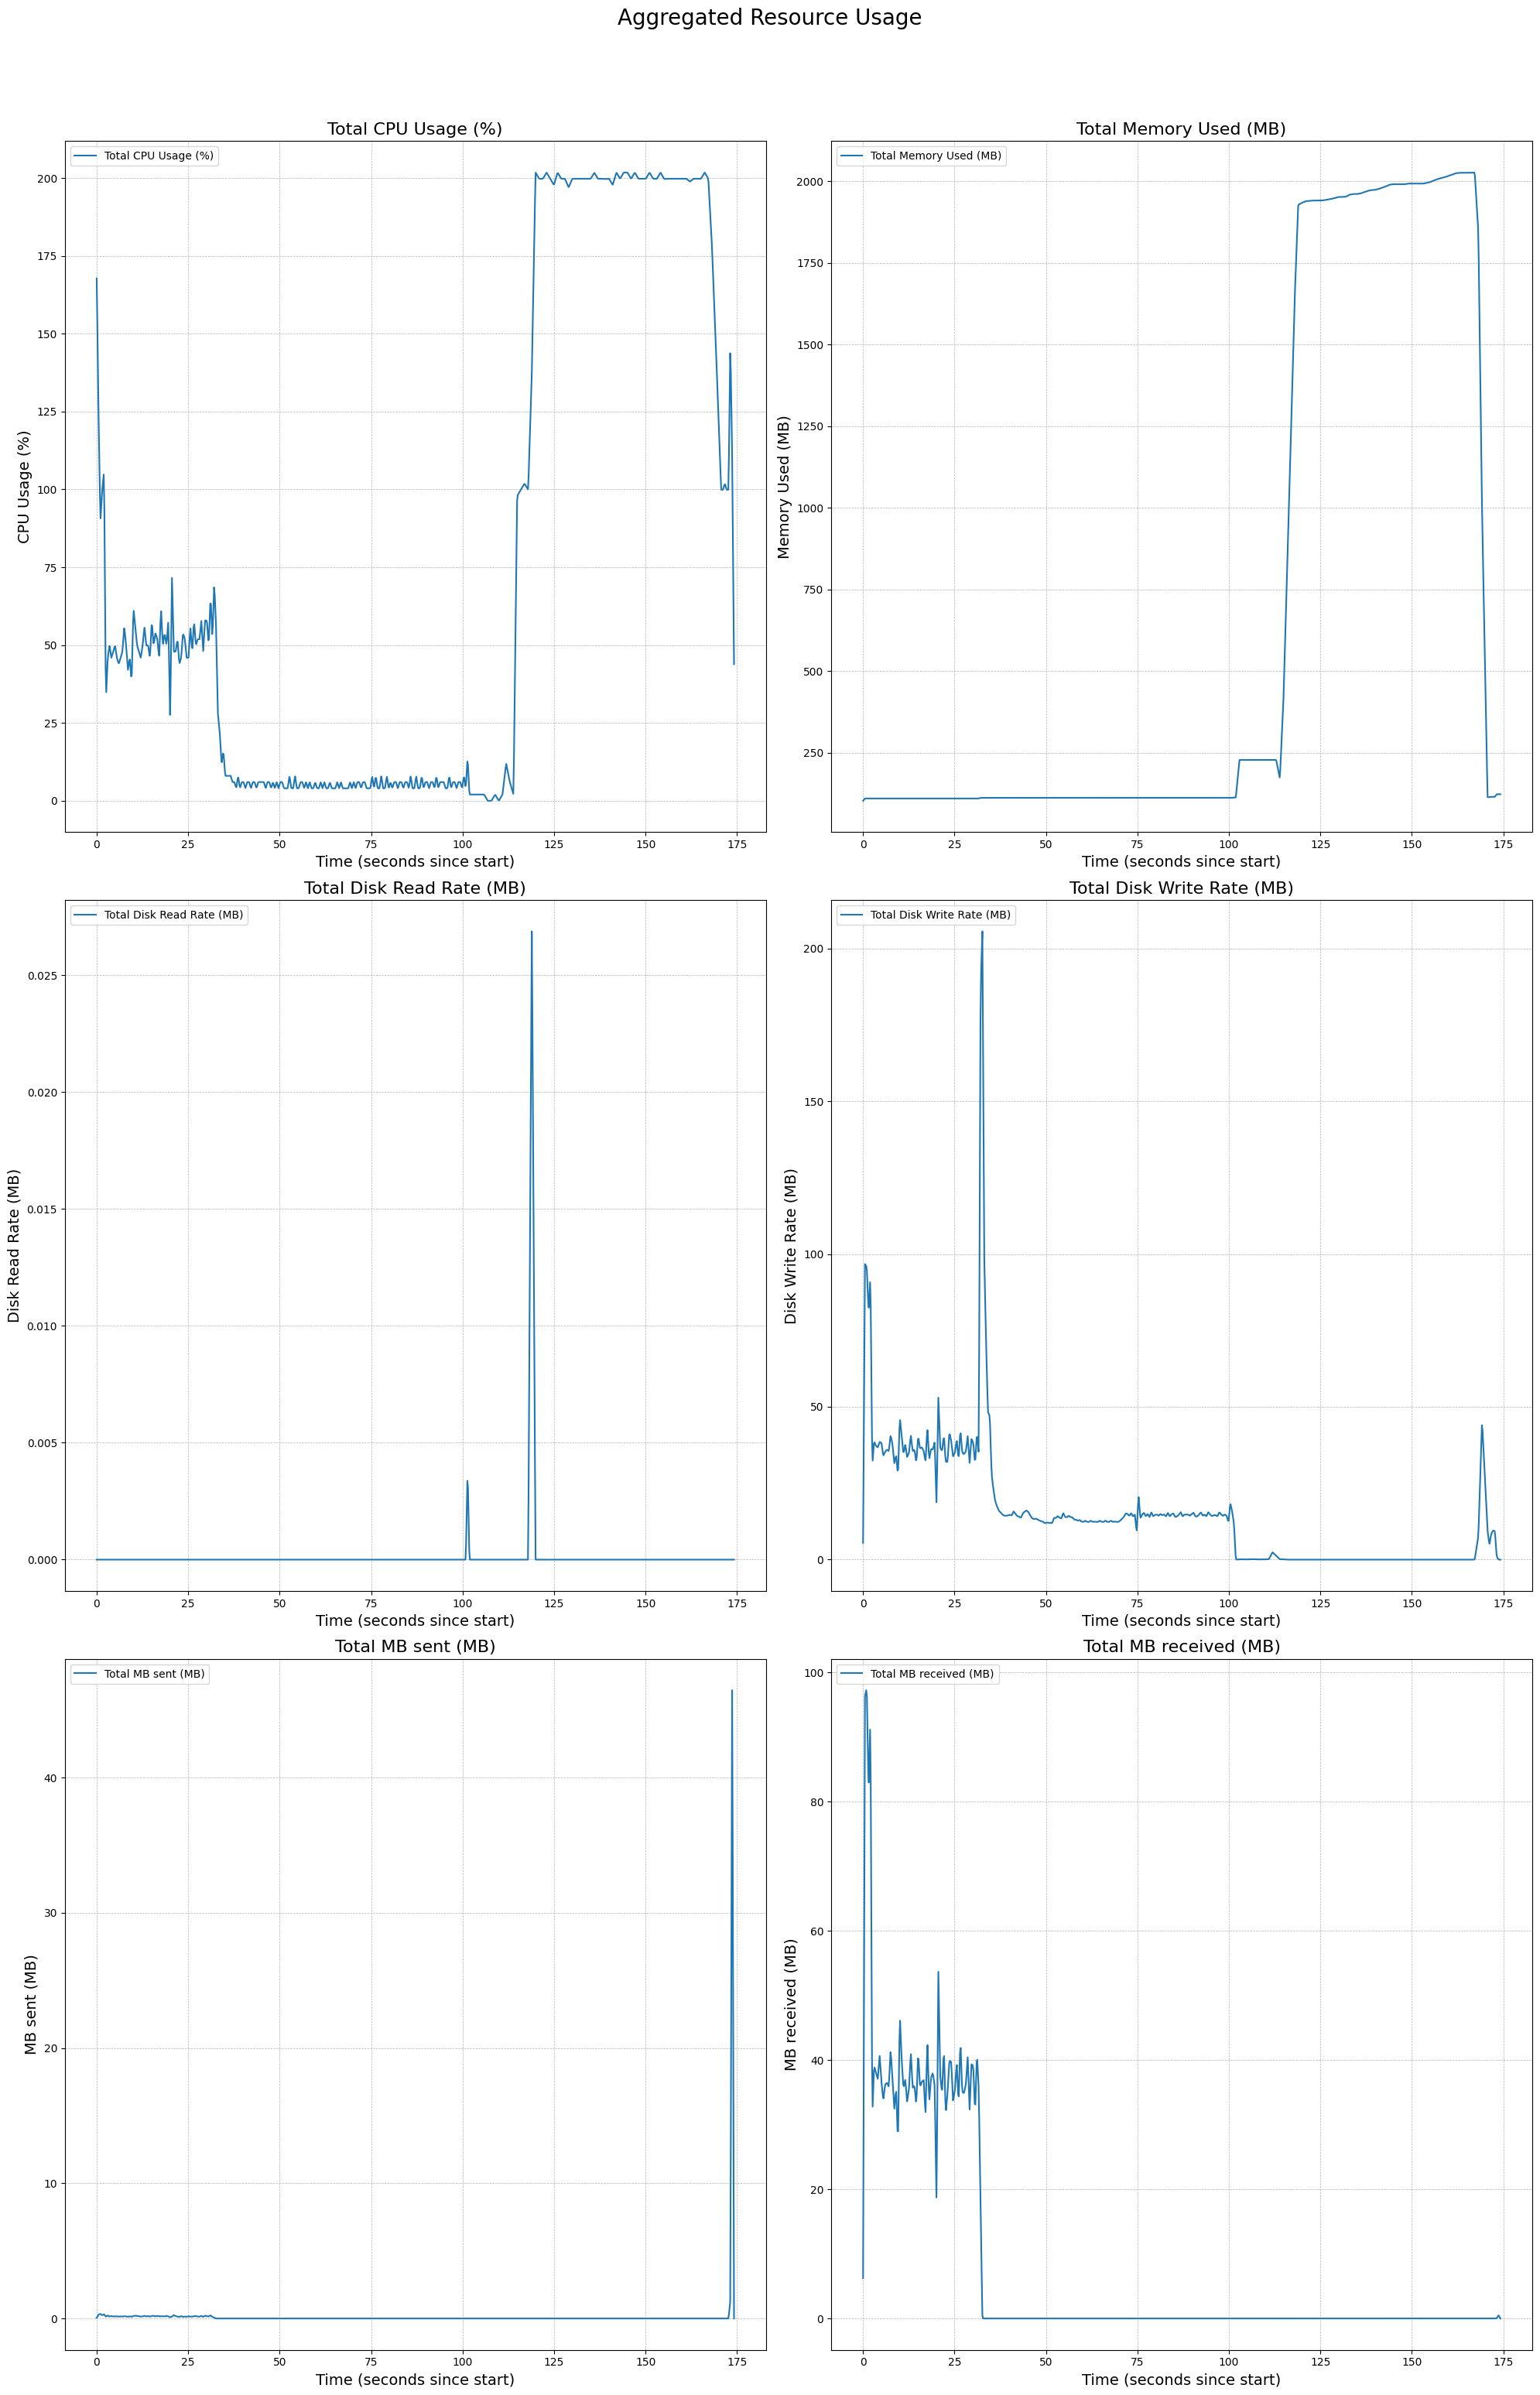 Aggregated Resource Usage
Total CPU Usage (%)
Total CPU Usage (%)
CPU Usage (%)
200
175
150
125
100
75
50
25
0
0 25 50 75 100 125 150 175
Time (seconds since start)
Total Memory Used (MB)
Total Memory Used (MB)
Memory Used (MB)
2000
1750
1500
1250
1000
750
500
250
0 25 50 75 100 125 150 175
Time (seconds since start)
Total Disk Read Rate (MB)
Total Disk Read Rate (MB)
Disk Read Rate (MB)
0.025
0.020
0.015
0.010
0.005
0.000
0 25 50 75 100 125 150 175
Time (seconds since start)
Total Disk Write Rate (MB)
Total Disk Write Rate (MB)
Disk Write Rate (MB)
200
150
100
50
0
0 25 50 75 100 125 150 175
Time (seconds since start)
Total MB sent (MB)
Total MB sent (MB)
MB sent (MB)
40
30
20
10
0
0 25 50 75 100 125 150 175
Time (seconds since start)
Total MB received (MB)
Total MB received (MB)
MB received (MB)
100
80
60
40
20
0
0 25 50 75 100 125 150 175
Time (seconds since start)